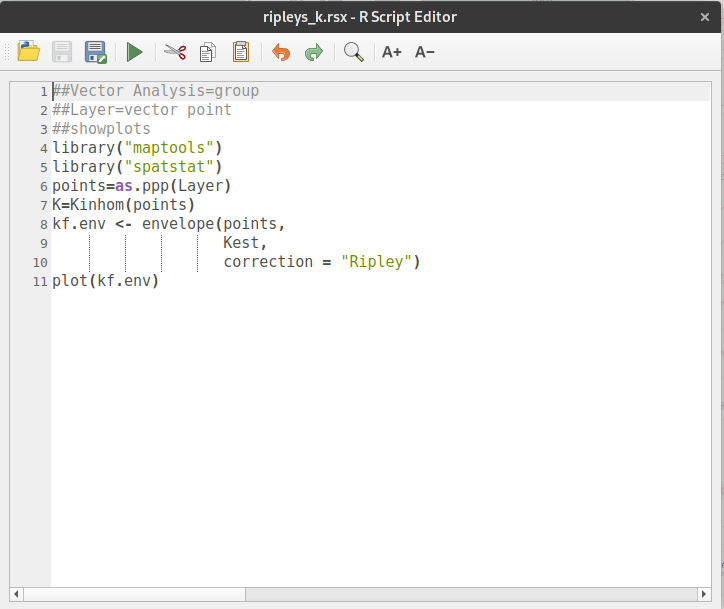 ripleys_k.rsx - R Script Editor
A+ A−
1 ##Vector Analysis=group
2 ##Layer=vector point
3 ##showplots
4 library("maptools")
5 library("spatstat")
6 points=as.ppp(Layer)
7 K=Kinhom(points)
8 kf.env <- envelope(points,
9 Kest,
10 correction = "Ripley")
11 plot(kf.env)